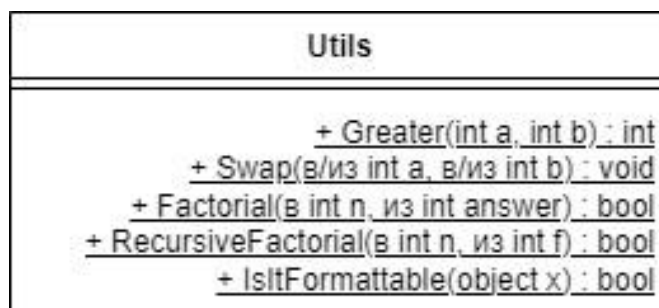 Utils
+ Greater(int a, int b) : int
+ Swap(в/из int a, в/из int b) : void
+ Factorial(в int n, из int answer) : bool
+ RecursiveFactorial(в int n, из int f) : bool
+ IsItFormattable(object x) : bool